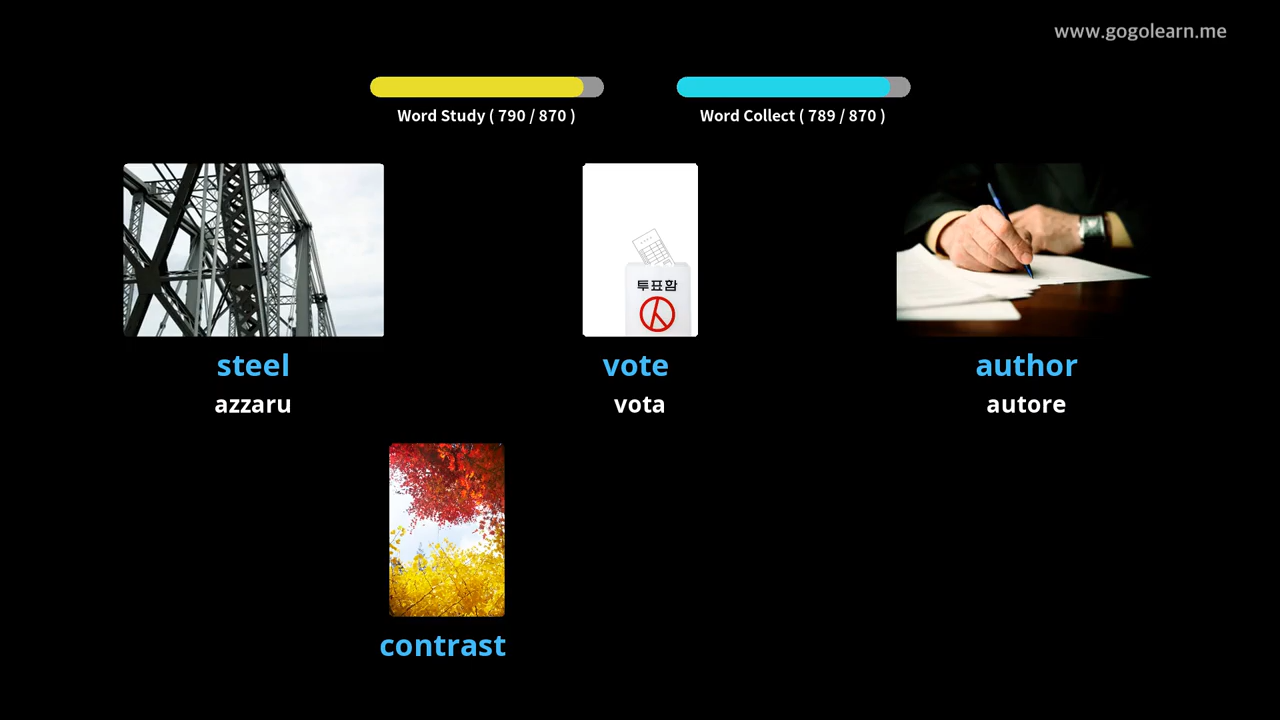 www.gogolearn.me
Word Study ( 790 / 870 )
Word Collect ( 789 / 870 )
투표함
steel
vote
author
azzaru
vota
autore
contrast